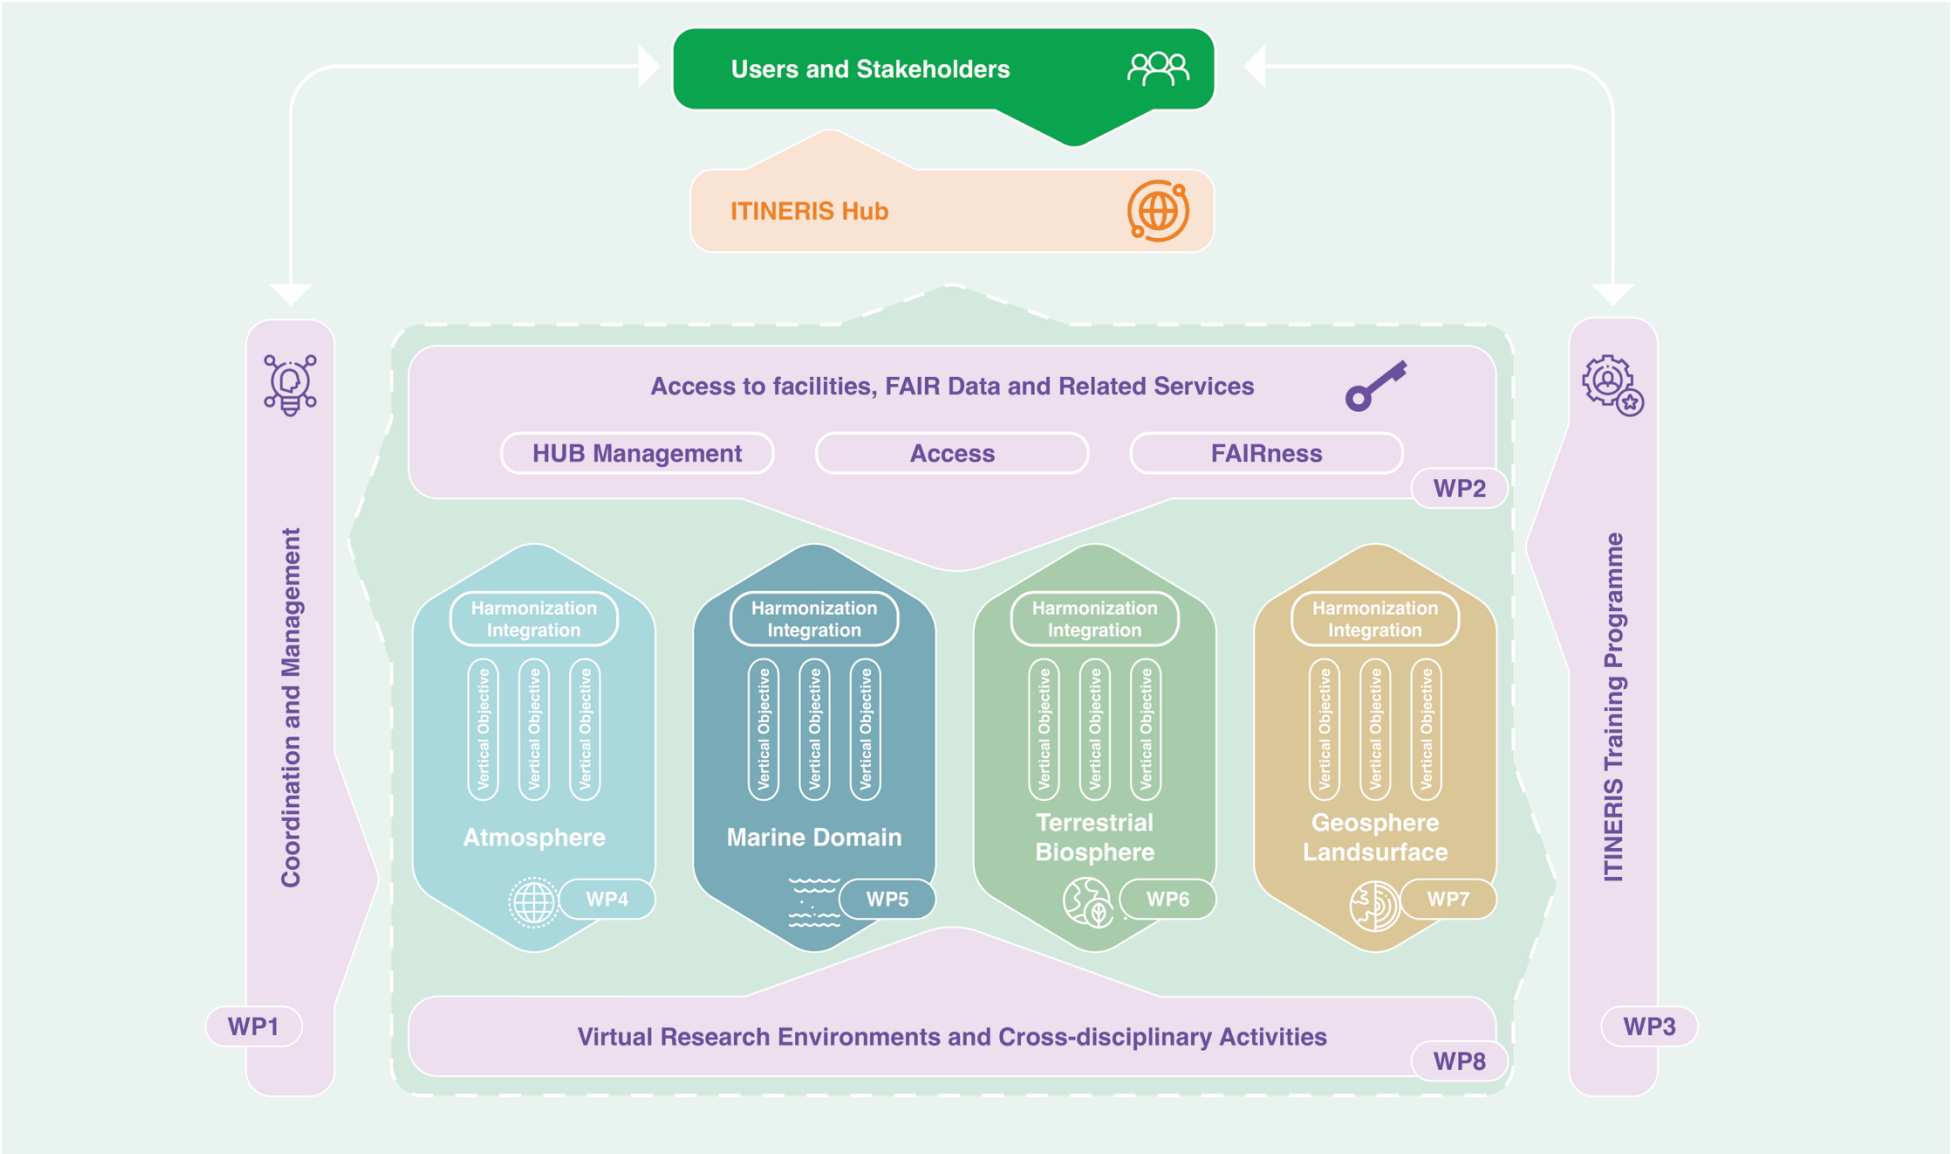 Users and Stakeholders
ITINERIS Hub
Coordination and Management
WP1
Access to facilities, FAIR Data and Related Services
HUB Management
Access
FAIRness
WP2
Harmonization
Integration
Vertical Objective
Vertical Objective
Vertical Objective
Atmosphere
WP4
Harmonization
Integration
Vertical Objective
Vertical Objective
Vertical Objective
Marine Domain
WP5
Harmonization
Integration
Vertical Objective
Vertical Objective
Vertical Objective
Terrestrial
Biosphere
WP6
Harmonization
Integration
Vertical Objective
Vertical Objective
Vertical Objective
Geosphere
Landsurface
WP7
Virtual Research Environments and Cross-disciplinary Activities
WP8
ITINERIS Training Programme
WP3